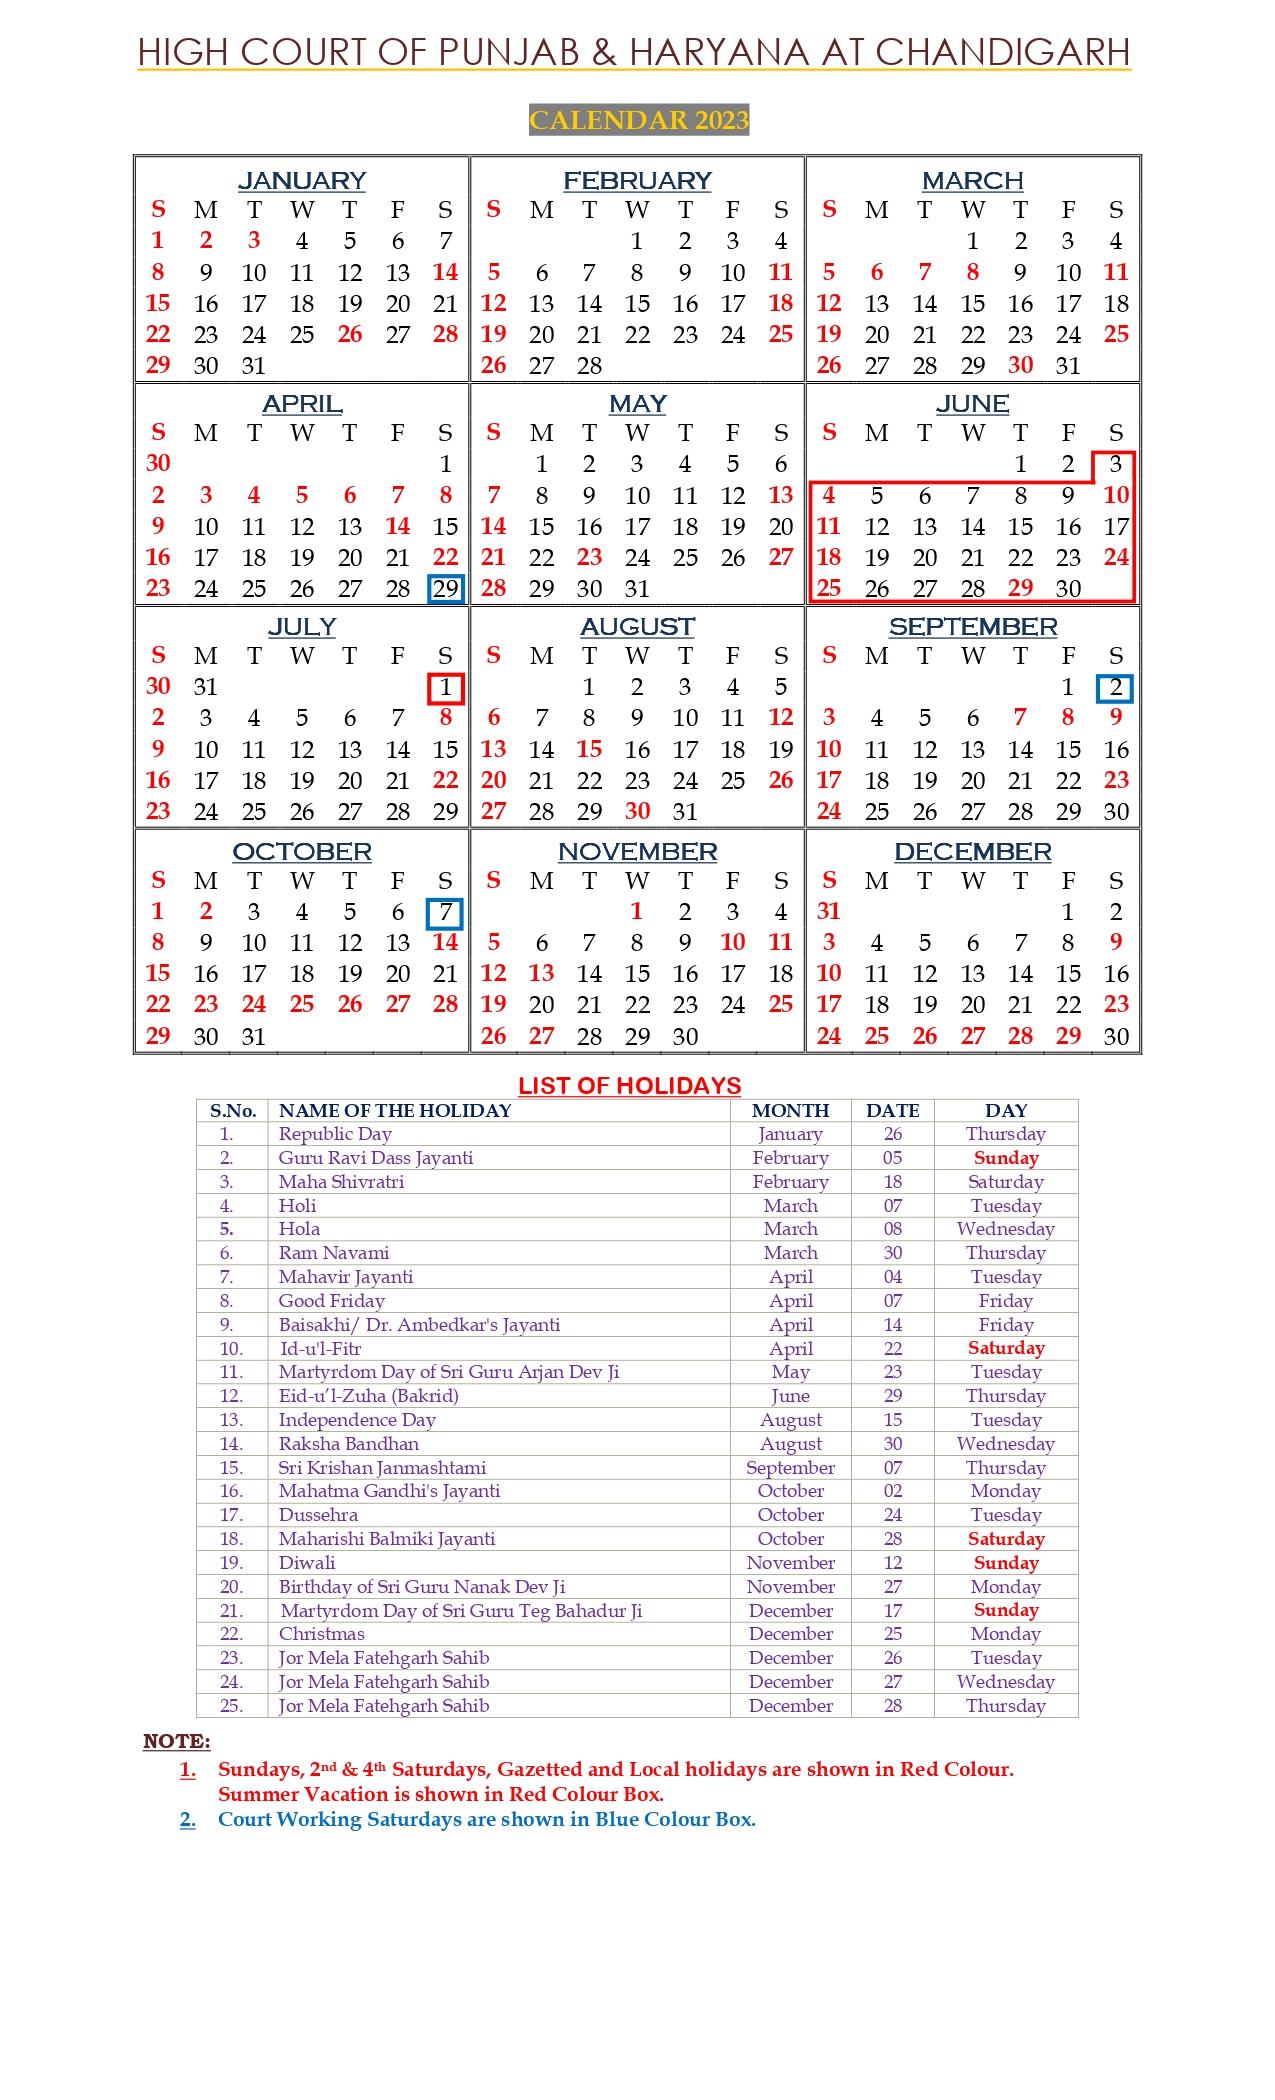 HIGH COURT OF PUNJAB & HARYANA AT CHANDIGARH
CALENDAR 2023
JANUARY FEBRUARY MARCH
S M T W T F S S M T W T F S S M T W T F S
1 2 3 4 5 6 7 1 2 3 4 1 2 3 4
8 9 10 11 12 13 14 5 6 7 8 9 10 11 5 6 7 8 9 10 11
15 16 17 18 19 20 21 12 13 14 15 16 17 18 12 13 14 15 16 17 18
22 23 24 25 26 27 28 19 20 21 22 23 24 25 19 20 21 22 23 24 25
29 30 31 26 27 28 26 27 28 29 30 31
APRIL MAY JUNE
S M T W T F S S M T W T F S S M T W T F S
30 1 1 2 3 4 5 6 1 2 3
2 3 4 5 6 7 8 7 8 9 10 11 12 13 4 5 6 7 8 9 10
9 10 11 12 13 14 15 14 15 16 17 18 19 20 11 12 13 14 15 16 17
16 17 18 19 20 21 22 21 22 23 24 25 26 27 18 19 20 21 22 23 24
23 24 25 26 27 28 29 28 29 30 31 25 26 27 28 29 30
JULY AUGUST SEPTEMBER
S M T W T F S S M T W T F S S M T W T F S
30 31 1 1 2 3 4 5 1 2
2 3 4 5 6 7 8 6 7 8 9 10 11 12 3 4 5 6 7 8 9
9 10 11 12 13 14 15 13 14 15 16 17 18 19 10 11 12 13 14 15 16
16 17 18 19 20 21 22 20 21 22 23 24 25 26 17 18 19 20 21 22 23
23 24 25 26 27 28 29 27 28 29 30 31 24 25 26 27 28 29 30
OCTOBER NOVEMBER DECEMBER
S M T W T F S S M T W T F S S M T W T F S
1 2 3 4 5 6 7 1 2 3 4 31 1 2
8 9 10 11 12 13 14 5 6 7 8 9 10 11 3 4 5 6 7 8 9
15 16 17 18 19 20 21 12 13 14 15 16 17 18 10 11 12 13 14 15 16
22 23 24 25 26 27 28 19 20 21 22 23 24 25 17 18 19 20 21 22 23
29 30 31 26 27 28 29 30 24 25 26 27 28 29 30
LIST OF HOLIDAYS
S.No. NAME OF THE HOLIDAY MONTH DATE DAY
1. Republic Day January 26 Thursday
2. Guru Ravi Dass Jayanti February 05 Sunday
3. Maha Shivratri February 18 Saturday
4. Holi March 07 Tuesday
5. Hola March 08 Wednesday
6. Ram Navami March 30 Thursday
7. Mahavir Jayanti April 04 Tuesday
8. Good Friday April 07 Friday
9. Baisakhi/ Dr. Ambedkar's Jayanti April 14 Friday
10. Id-u'l-Fitr April 22 Saturday
11. Martyrdom Day of Sri Guru Arjan Dev Ji May 23 Tuesday
12. Eid-u’l-Zuha (Bakrid) June 29 Thursday
13. Independence Day August 15 Tuesday
14. Raksha Bandhan August 30 Wednesday
15. Sri Krishan Janmashtami September 07 Thursday
16. Mahatma Gandhi's Jayanti October 02 Monday
17. Dussehra October 24 Tuesday
18. Maharishi Balmiki Jayanti October 28 Saturday
19. Diwali November 12 Sunday
20. Birthday of Sri Guru Nanak Dev Ji November 27 Monday
21. Martyrdom Day of Sri Guru Teg Bahadur Ji December 17 Sunday
22. Christmas December 25 Monday
23. Jor Mela Fatehgarh Sahib December 26 Tuesday
24. Jor Mela Fatehgarh Sahib December 27 Wednesday
25. Jor Mela Fatehgarh Sahib December 28 Thursday
NOTE:
1. Sundays, 2nd & 4th Saturdays, Gazetted and Local holidays are shown in Red Colour.
Summer Vacation is shown in Red Colour Box.
2. Court Working Saturdays are shown in Blue Colour Box.